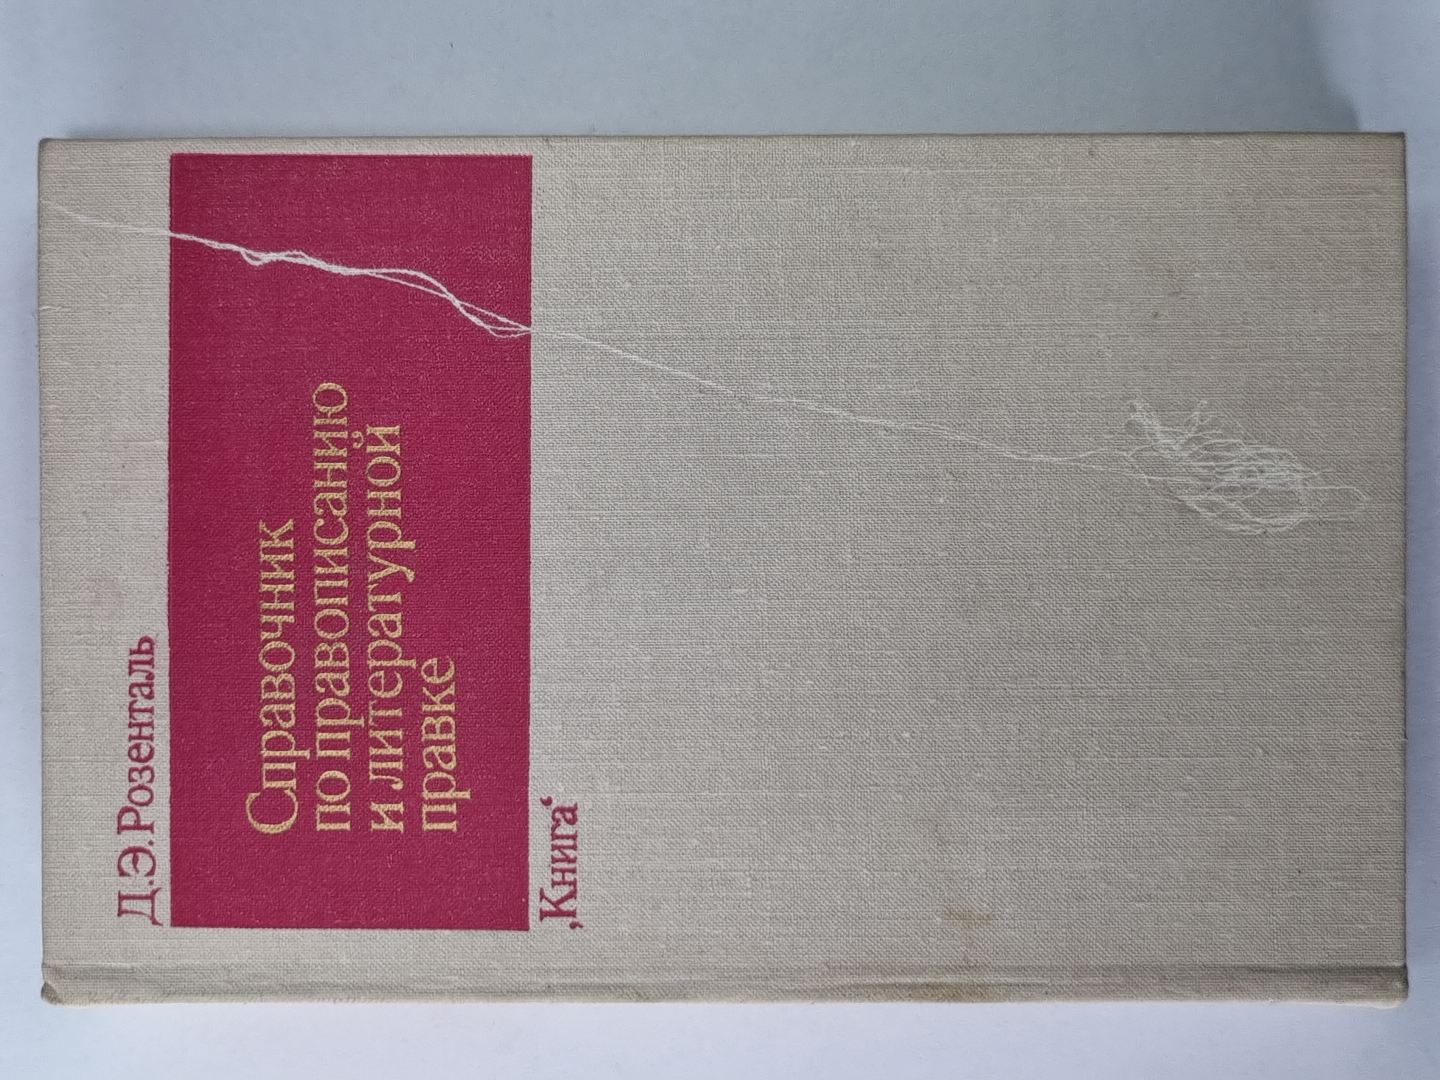 Д.Э.Розенталь
Справочник
по правописанию
и литературной
правке
‚Книга‘